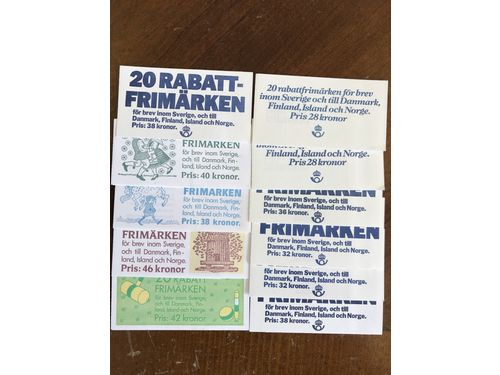 20 RABATT-
FRIMÄRKEN
för brev inom Sverige, och till
Danmark, Finland, Island och Norge.
Pris: 38 kronor.
FRIMÄRKEN
för brev inom Sverige,
och till Danmark, Fin-
land, Island och Norge.
Pris: 40 kronor.
FRIMÄRKEN
för brev inom Sverige,
och till Danmark, Fin-
land, Island och Norge.
Pris: 38 kronor.
FRIMÄRKEN
för brev inom Sverige,
och till Danmark, Fin-
land, Island och Norge.
Pris: 46 kronor
20 RABATT
FRIMÄRKEN
för brev inom Sverige,
och till Danmark, Fin-
land, Island och Norge.
Pris: 42 kronor
20 rabattfrimärken för brev
inom Sverige och till Danmark,
Finland, Island och Norge.
Pris 28 kronor
Finland, Island och Norge.
Pris 28 kronor
FRIMÄRKEN
för brev inom Sverige, och till
Danmark, Finland, Island och Norge.
Pris: 36 kronor.
FRIMÄRKEN
för brev inom Sverige, och till
Danmark, Finland, Island och Norge.
Pris: 32 kronor.
för brev inom Sverige, och till
Danmark, Finland, Island och Norge.
Pris: 32 kronor.
FRIMÄRKEN
för brev inom Sverige, och till
Danmark, Finland, Island och Norge.
Pris: 38 kronor.